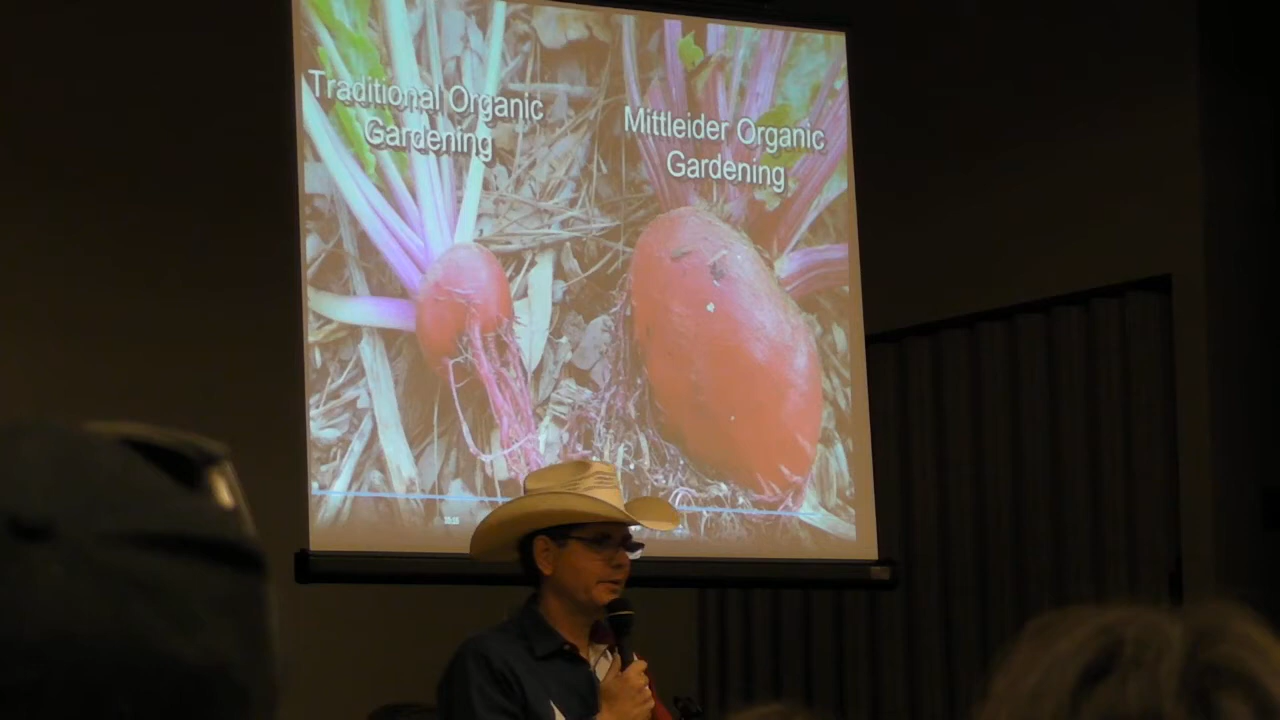 Traditional Organic
Gardening
Mittleider Organic
Gardening